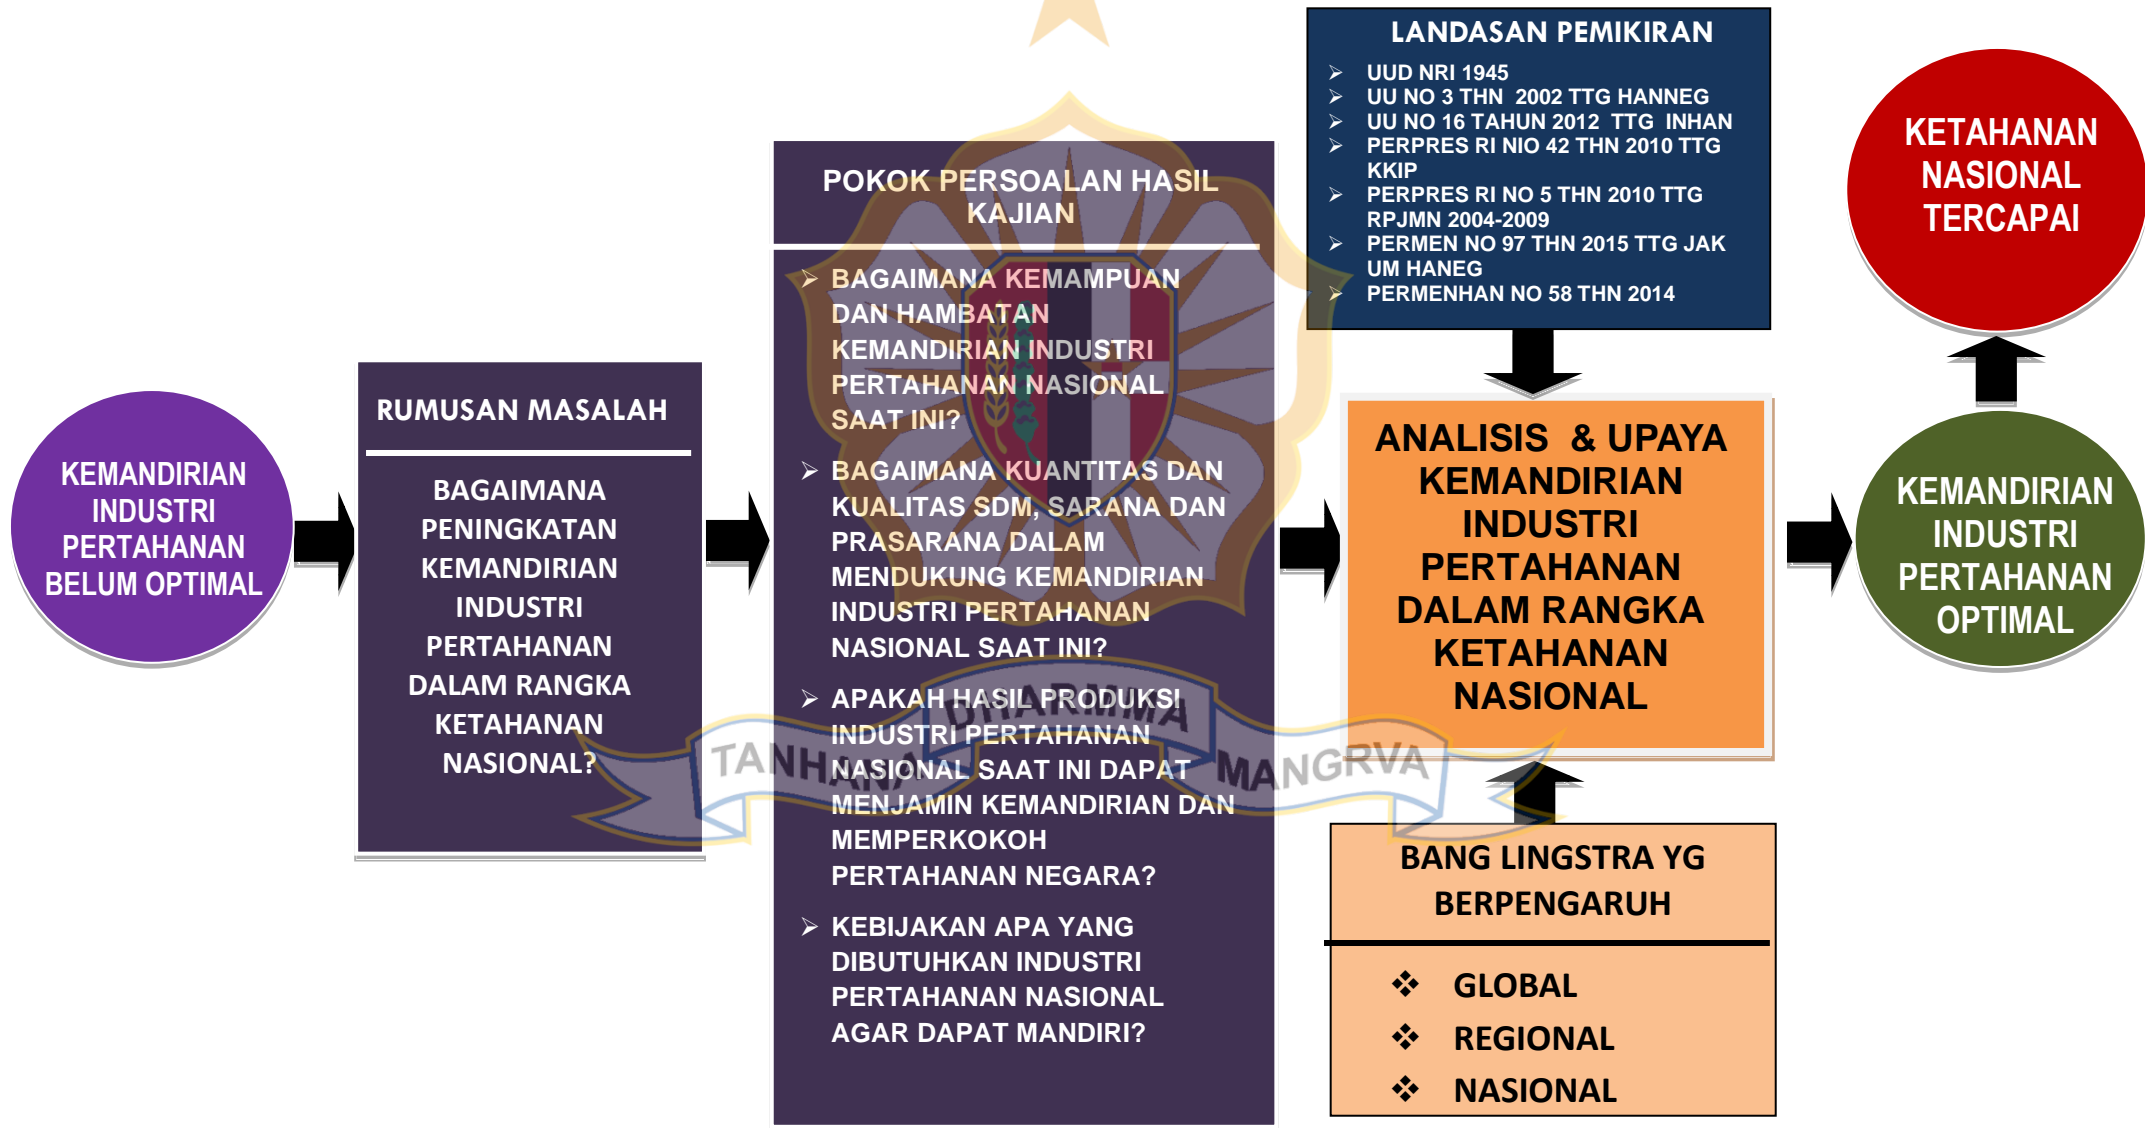 KEMANDIRIAN
INDUSTRI
PERTAHANAN
BELUM OPTIMAL
RUMUSAN MASALAH
BAGAIMANA
PENINGKATAN
KEMANDIRIAN
INDUSTRI
PERTAHANAN
DALAM RANGKA
KETAHANAN
NASIONAL?
POKOK PERSOALAN HASIL
KAJIAN
➢ BAGAIMANA KEMAMPUAN
DAN HAMBATAN
KEMANDIRIAN INDUSTRI
PERTAHANAN NASIONAL
SAAT INI?
➢ BAGAIMANA KUANTITAS DAN
KUALITAS SDM, SARANA DAN
PRASARANA DALAM
MENDUKUNG KEMANDIRIAN
INDUSTRI PERTAHANAN
NASIONAL SAAT INI?
➢ APAKAH HASIL PRODUKSI
INDUSTRI PERTAHANAN
NASIONAL SAAT INI DAPAT
MENJAMIN KEMANDIRIAN DAN
MEMPERKOKOH
PERTAHANAN NEGARA?
➢ KEBIJAKAN APA YANG
DIBUTUHKAN INDUSTRI
PERTAHANAN NASIONAL
AGAR DAPAT MANDIRI?
TANHANA DHARMMA MANGRVA
LANDASAN PEMIKIRAN
➢ UUD NRI 1945
➢ UU NO 3 THN 2002 TTG HANNEG
➢ UU NO 16 TAHUN 2012 TTG INHAN
➢ PERPRES RI NIO 42 THN 2010 TTG
KKIP
➢ PERPRES RI NO 5 THN 2010 TTG
RPJMN 2004-2009
➢ PERMEN NO 97 THN 2015 TTG JAK
UM HANEG
➢ PERMENHAN NO 58 THN 2014
ANALISIS & UPAYA
KEMANDIRIAN
INDUSTRI
PERTAHANAN
DALAM RANGKA
KETAHANAN
NASIONAL
BANG LINGSTRA YG
BERPENGARUH
❖ GLOBAL
❖ REGIONAL
❖ NASIONAL
KETAHANAN
NASIONAL
TERCAPAI
KEMANDIRIAN
INDUSTRI
PERTAHANAN
OPTIMAL